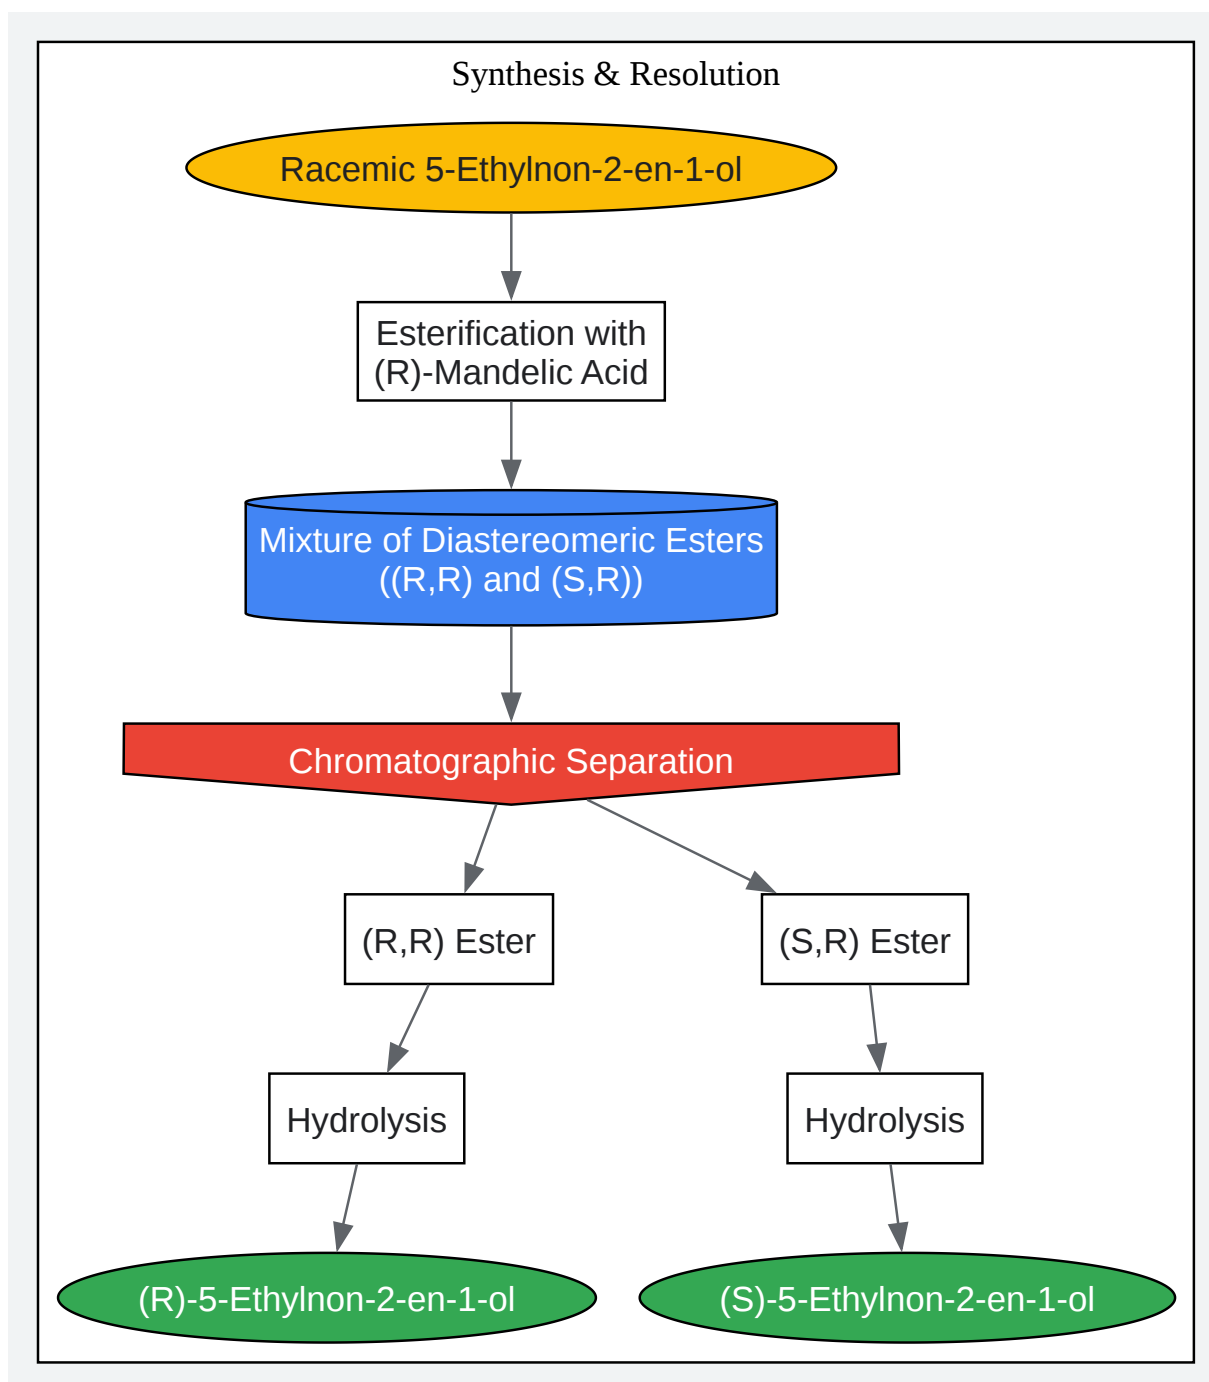 Synthesis & Resolution
Racemic 5-Ethylnon-2-en-1-ol
Esterification with
(R)-Mandelic Acid
Mixture of Diastereomeric Esters
((R,R) and (S,R))
Chromatographic Separation
(R,R) Ester
(S,R) Ester
Hydrolysis
Hydrolysis
(R)-5-Ethylnon-2-en-1-ol
(S)-5-Ethylnon-2-en-1-ol